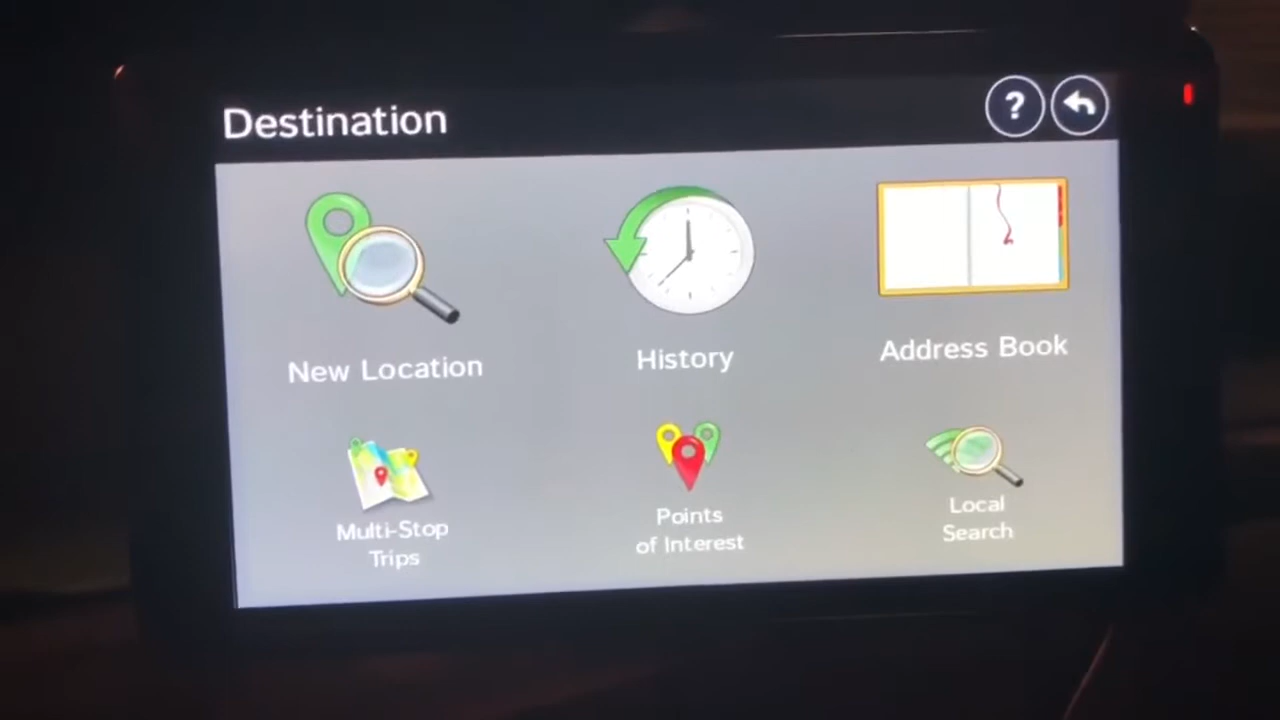 Destination
?
New Location
History
Address Book
Multi-Stop
Trips
Points
of Interest
Local
Search